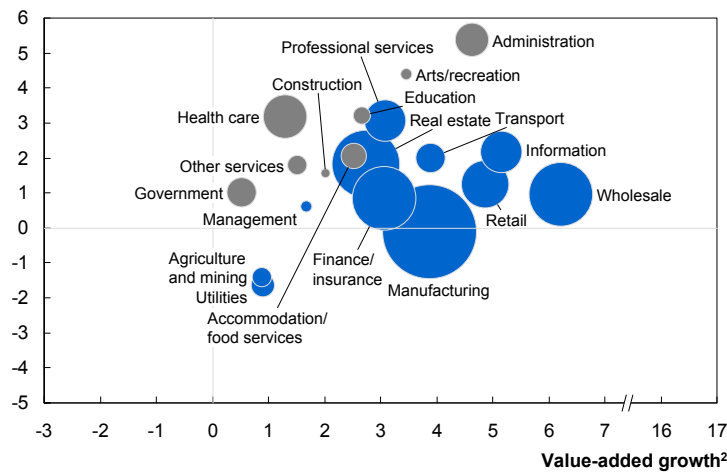 6
5
4
3
2
1
0
-1
-2
-3
-4
-5
Professional services
Administration
Construction
Arts/recreation
Education
Health care
Real estate
Transport
Other services
Information
Government
Wholesale
Management
Retail
Agriculture
and mining
Utilities
Finance/
insurance
Manufacturing
Accommodation/
food services
-3 -2 -1 0 1 2 3 4 5 6 7 16 17
Value-added growth²